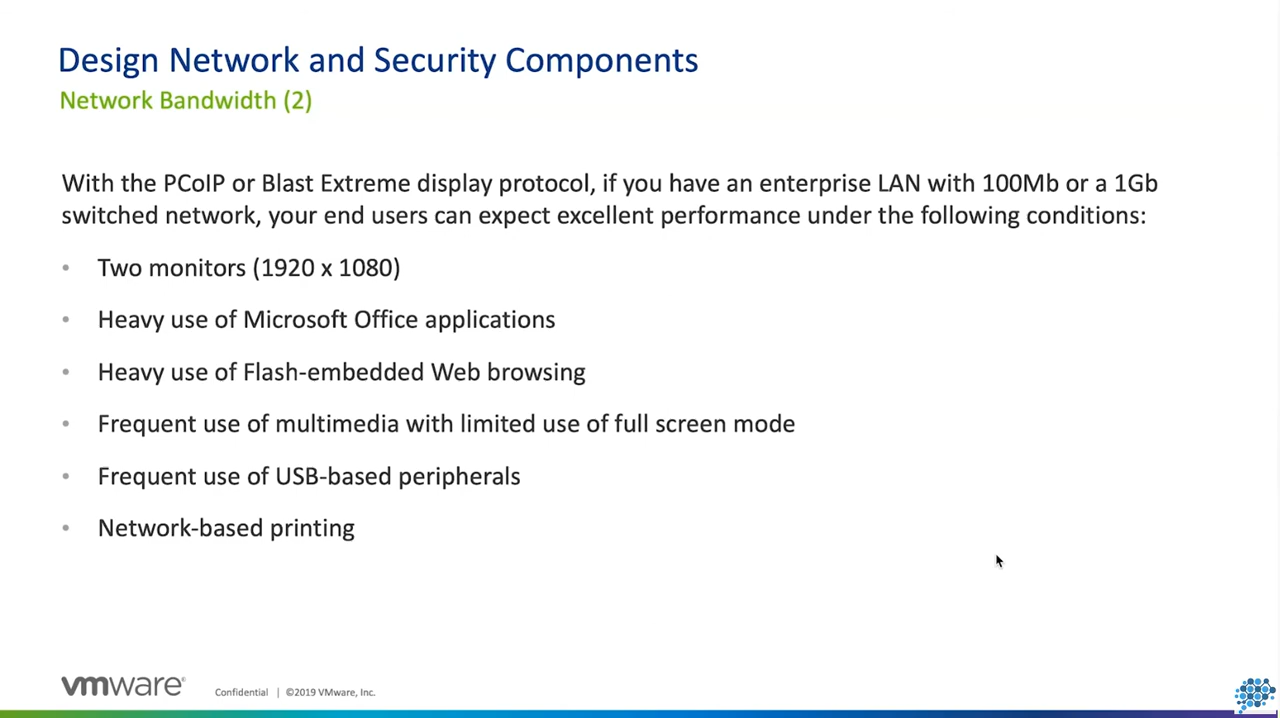 Design Network and Security Components
Network Bandwidth (2)
With the PCoIP or Blast Extreme display protocol, if you have an enterprise LAN with 100Mb or a 1Gb
switched network, your end users can expect excellent performance under the following conditions:
• Two monitors (1920 x 1080)
• Heavy use of Microsoft Office applications
• Heavy use of Flash-embedded Web browsing
• Frequent use of multimedia with limited use of full screen mode
• Frequent use of USB-based peripherals
• Network-based printing
vmware® Confidential | ©2019 VMware, Inc.